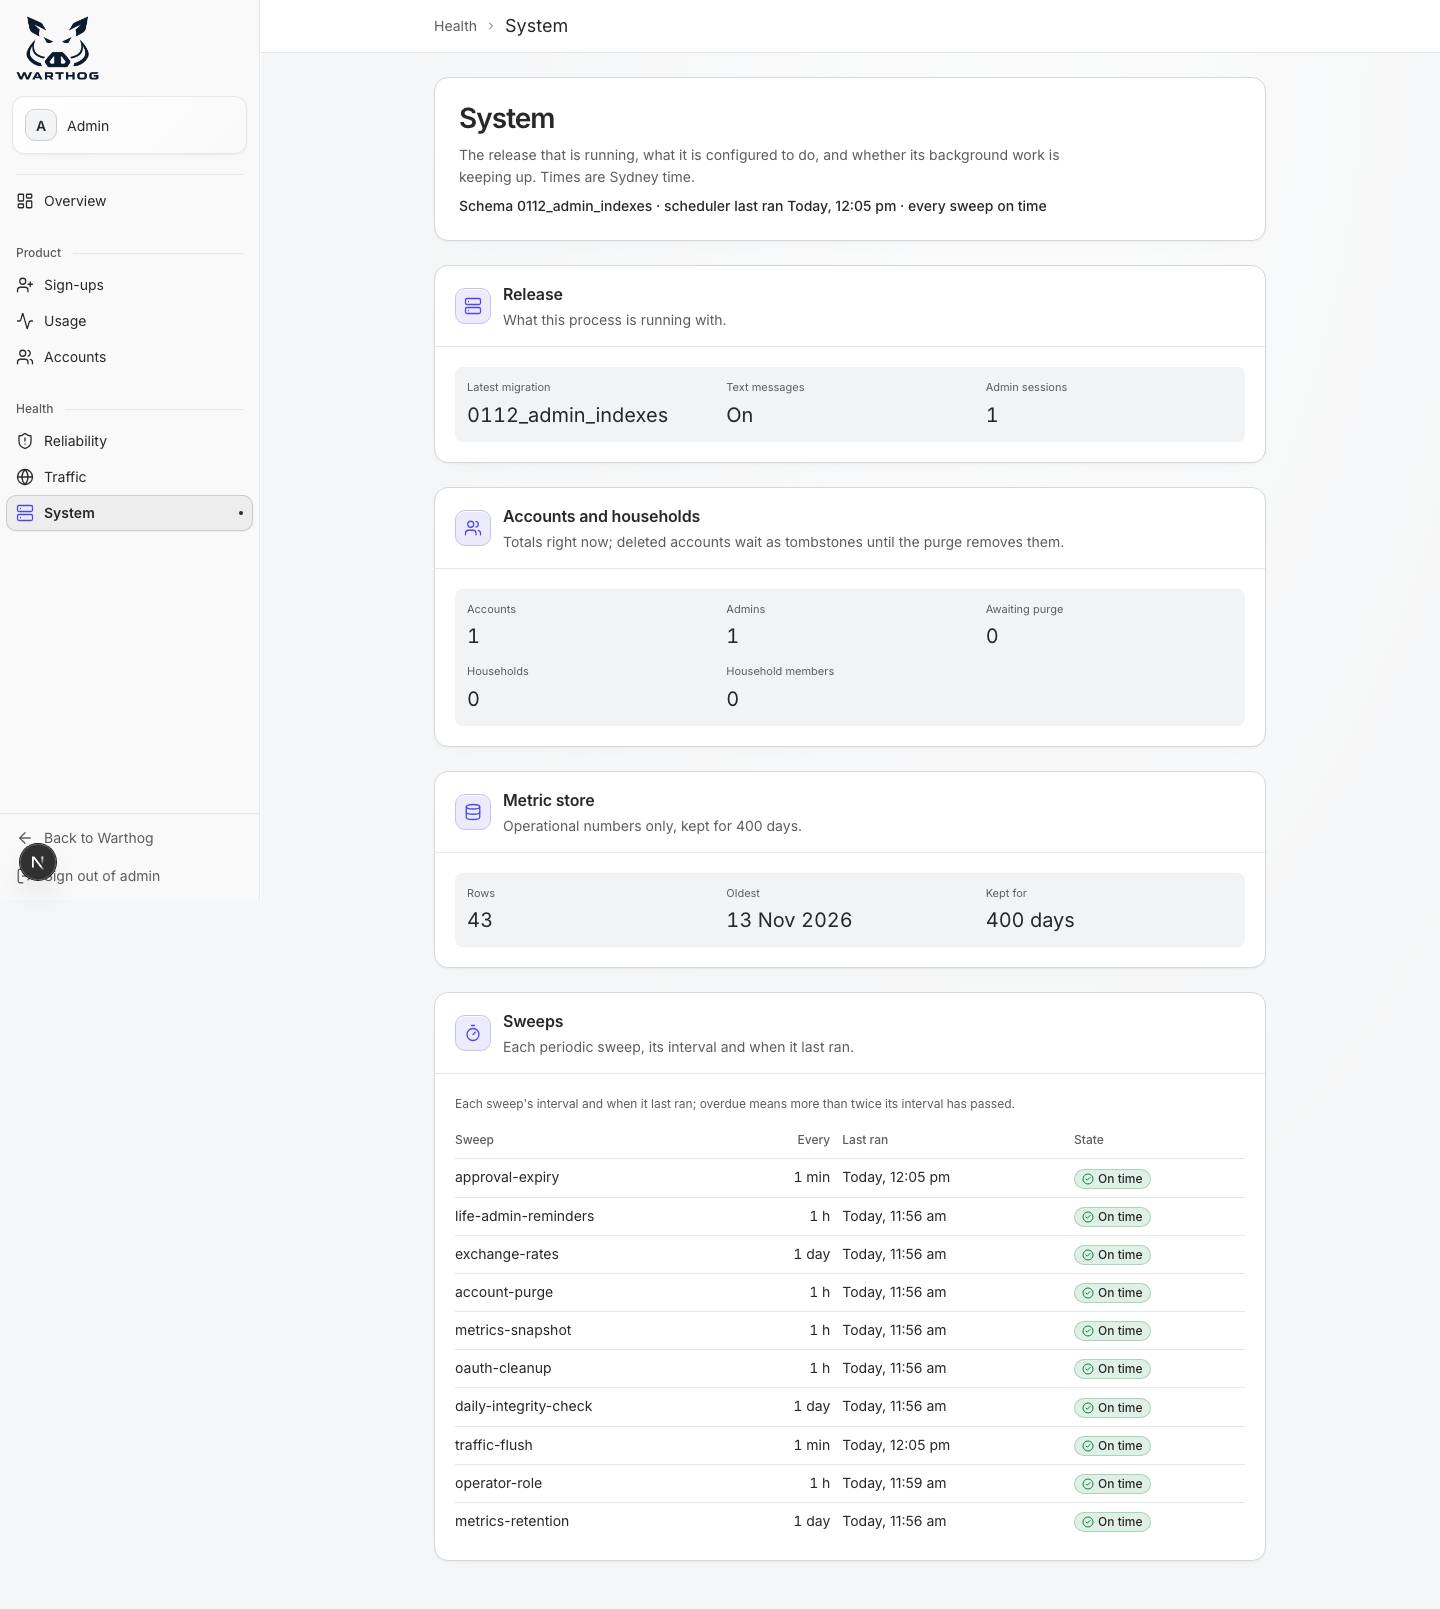 WARTHOG
A Admin
Overview
Product
Sign-ups
Usage
Accounts
Health
Reliability
Traffic
System
Back to Warthog
Sign out of admin
N
Health > System
System
The release that is running, what it is configured to do, and whether its background work is
keeping up. Times are Sydney time.
Schema 0112_admin_indexes · scheduler last ran Today, 12:05 pm · every sweep on time
Release
What this process is running with.
Latest migration Text messages Admin sessions
0112_admin_indexes On 1
Accounts and households
Totals right now; deleted accounts wait as tombstones until the purge removes them.
Accounts Admins Awaiting purge
1 1 0
Households Household members
0 0
Metric store
Operational numbers only, kept for 400 days.
Rows Oldest Kept for
43 13 Nov 2026 400 days
Sweeps
Each periodic sweep, its interval and when it last ran.
Each sweep's interval and when it last ran; overdue means more than twice its interval has passed.
Sweep Every Last ran State
approval-expiry 1 min Today, 12:05 pm On time
life-admin-reminders 1 h Today, 11:56 am On time
exchange-rates 1 day Today, 11:56 am On time
account-purge 1 h Today, 11:56 am On time
metrics-snapshot 1 h Today, 11:56 am On time
oauth-cleanup 1 h Today, 11:56 am On time
daily-integrity-check 1 day Today, 11:56 am On time
traffic-flush 1 min Today, 12:05 pm On time
operator-role 1 h Today, 11:59 am On time
metrics-retention 1 day Today, 11:56 am On time